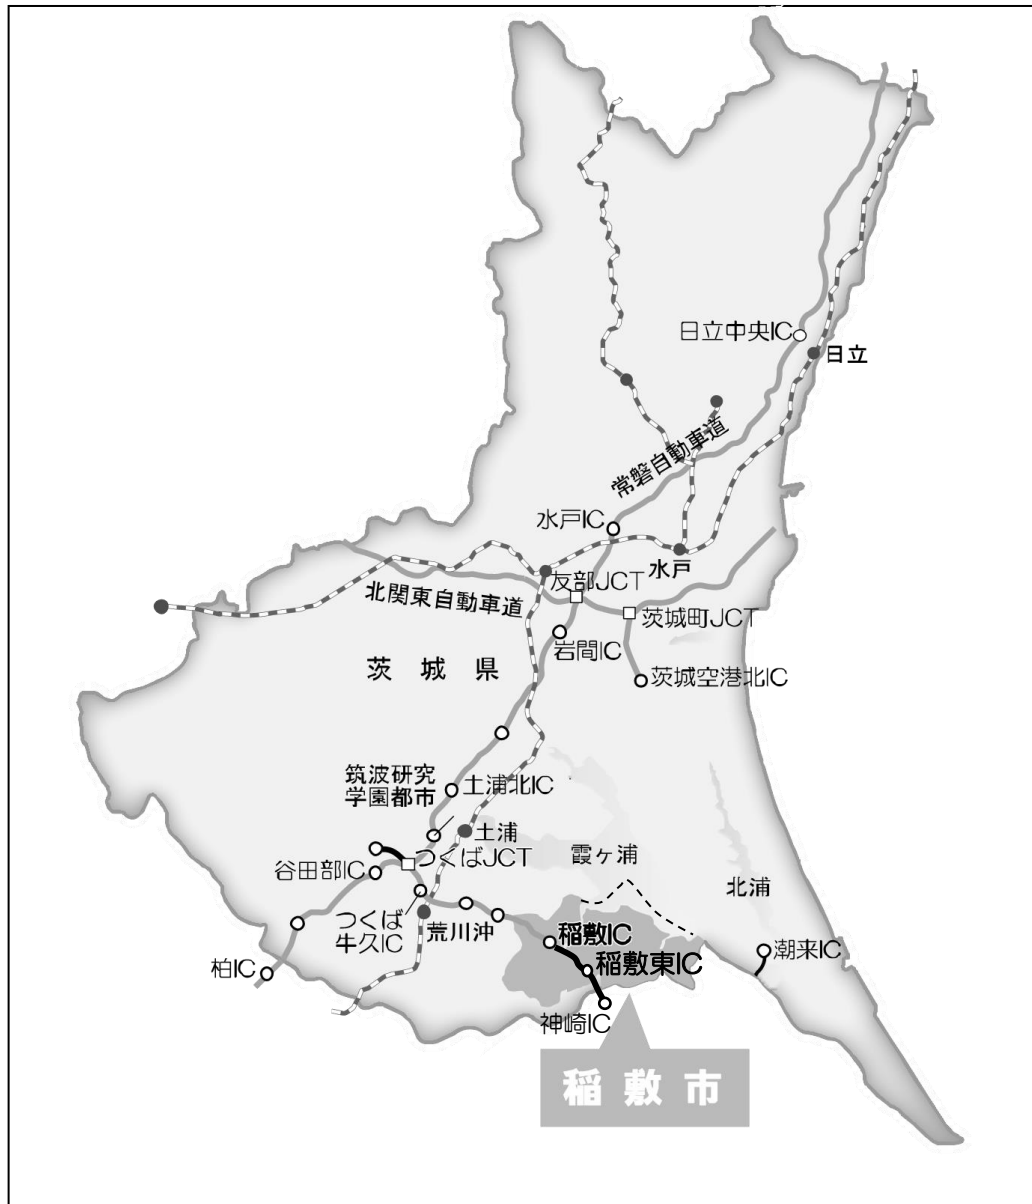 日立中央IC
日立
常磐自動車道
水戸IC
水戸
友部JCT
北関東自動車道
茨城町JCT
岩間IC
茨城県
茨城空港北IC
筑波研究
学園都市
土浦北IC
土浦
つくばJCT
谷田部IC
霞ヶ浦
北浦
つくば
牛久IC
荒川沖
稲敷IC
稲敷東IC
潮来IC
柏IC
神崎IC
稲敷市